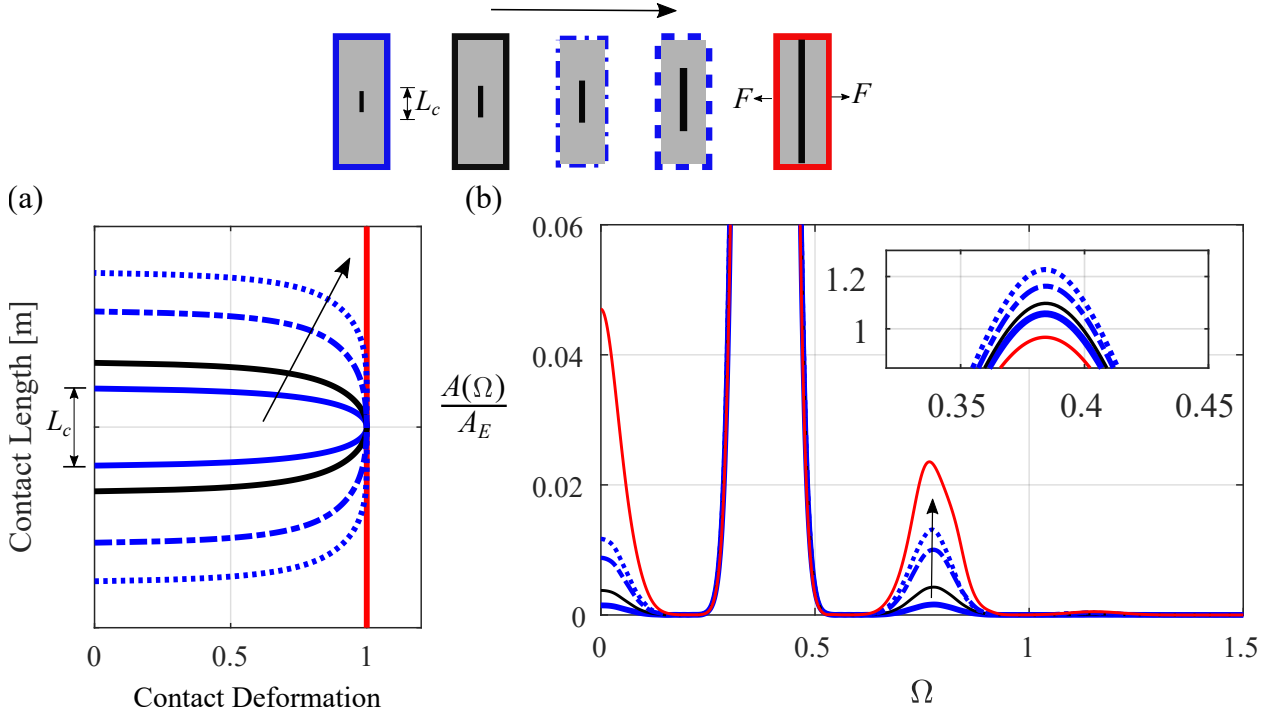 L_c
F
F
(a)
(b)
Contact Length [m]
L_c
0
0.5
1
Contact Deformation
A(Ω)
A_E
0.06
0.04
0.02
0
0
0.5
1
1.5
Ω
1.2
1
0.35
0.4
0.45